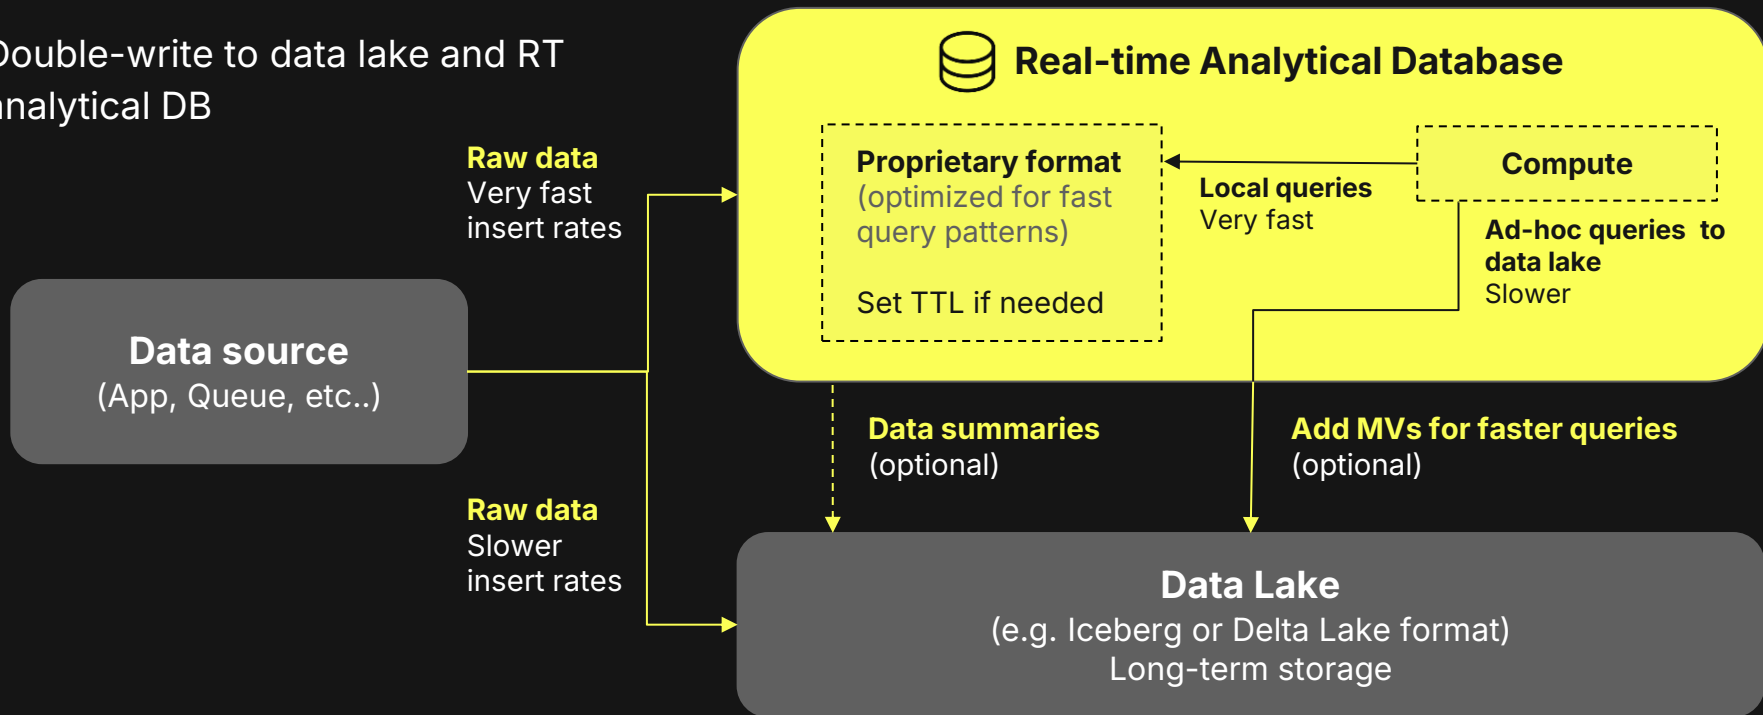 Double-write to data lake and RT
analytical DB
Real-time Analytical Database
Raw data
Very fast
insert rates
Proprietary format
(optimized for fast
query patterns)
Set TTL if needed
Local queries
Very fast
Compute
Ad-hoc queries  to
data lake
Slower
Data source
(App, Queue, etc..)
Data summaries
(optional)
Add MVs for faster queries
(optional)
Raw data
Slower
insert rates
Data Lake
(e.g. Iceberg or Delta Lake format)
Long-term storage